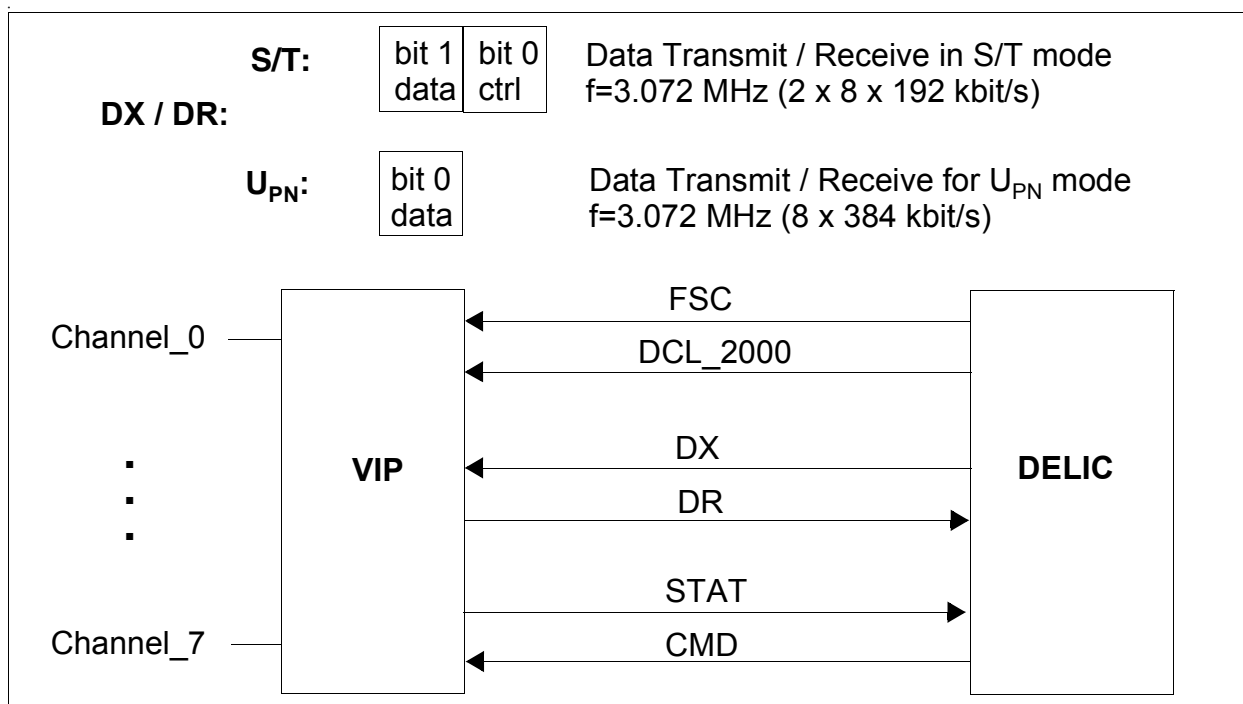 S/T:
bit 1 bit 0
data ctrl
Data Transmit / Receive in S/T mode
f=3.072 MHz (2 x 8 x 192 kbit/s)
DX / DR:
UPN:
bit 0
data
Data Transmit / Receive for UPN mode
f=3.072 MHz (8 x 384 kbit/s)
FSC
Channel_0
DCL_2000
DX
VIP
DELIC
DR
STAT
Channel_7
CMD